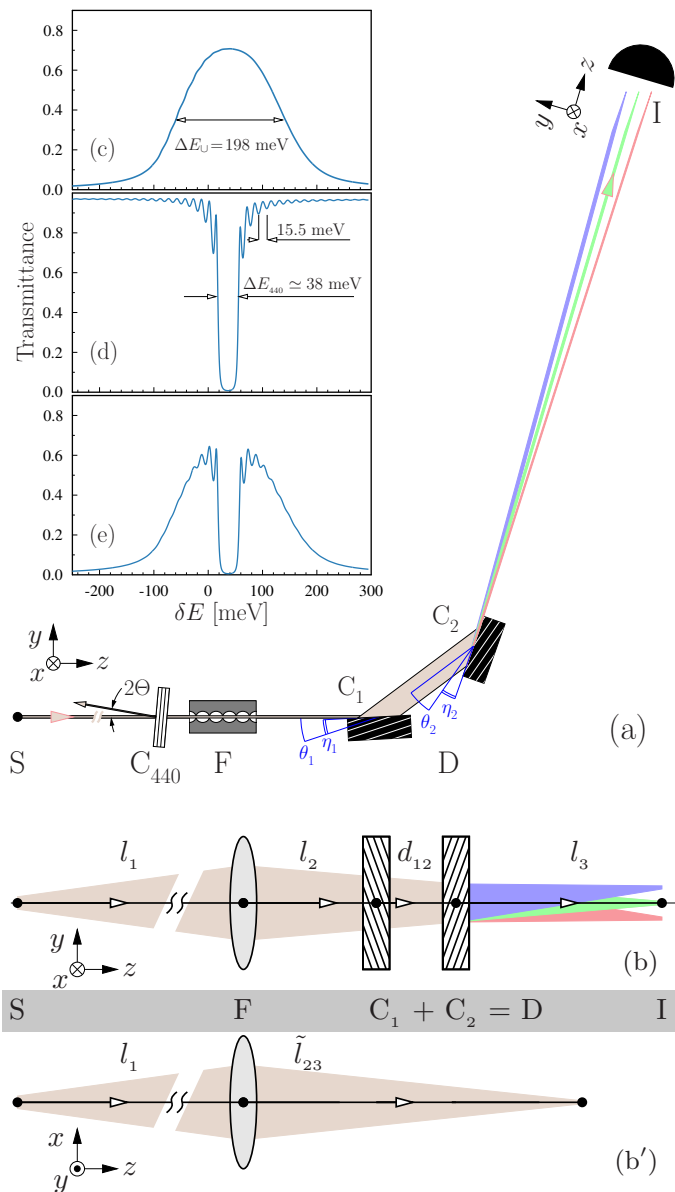 1.0
0.8
0.6
0.4
0.2
0.0
(c)
ΔE∪=198 meV
0.8
0.6
0.4
0.2
0.0
(d)
15.5 meV
ΔE₄₄₀ ≃ 38 meV
Transmittance
0.8
0.6
0.4
0.2
0.0
(e)
-200 -100 0 100 200 300
δE [meV]
y
z
x
I
y
x
z
2Θ
S
C₄₄₀
F
C₁
θ₁
η₁
D
C₂
θ₂
η₂
(a)
l₁
l₂
d₁₂
l₃
y
x
z
(b)
S F C₁ + C₂ = D I
l₁
l̃₂₃
x
y
z
(b′)